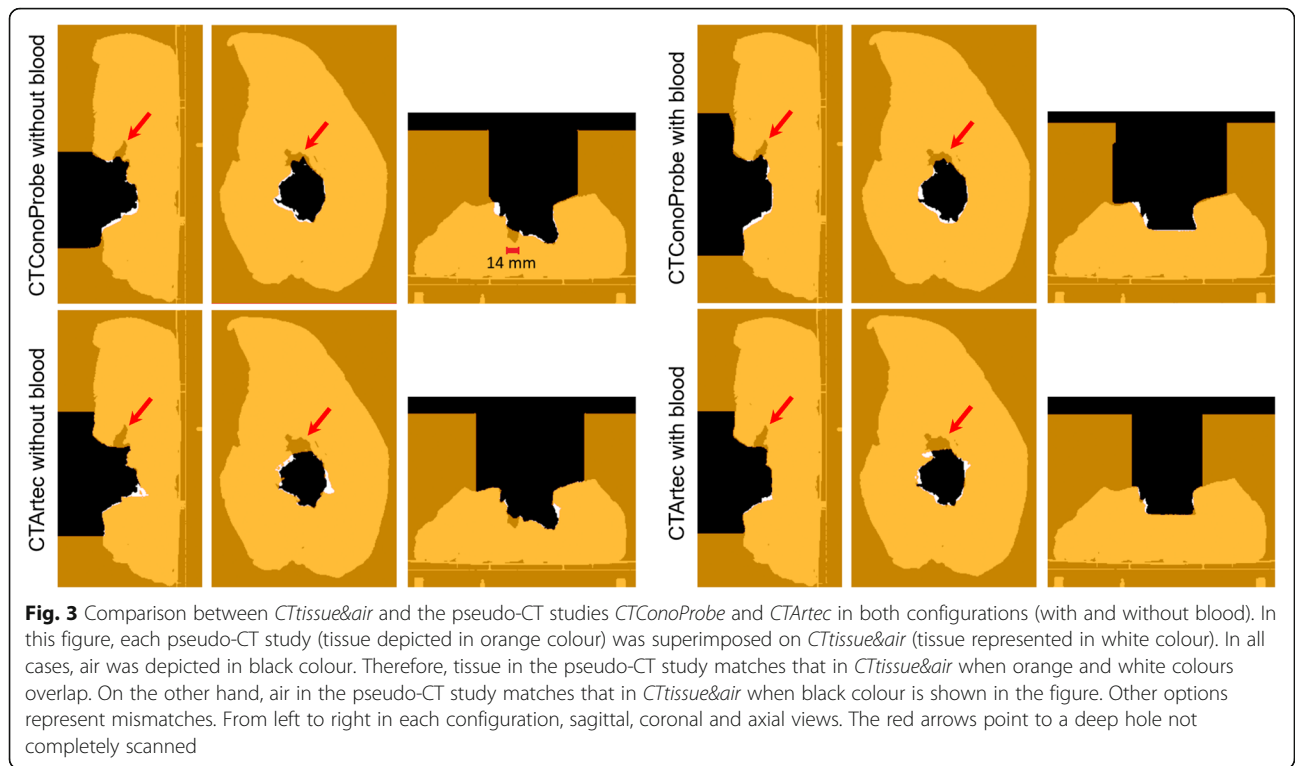 CTConoProbe without blood
CTConoProbe with blood
14 mm
CTArtec without blood
CTArtec with blood
Fig. 3 Comparison between CTtissue&air and the pseudo-CT studies CTConoProbe and CTArtec in both configurations (with and without blood). In
this figure, each pseudo-CT study (tissue depicted in orange colour) was superimposed on CTtissue&air (tissue represented in white colour). In all
cases, air was depicted in black colour. Therefore, tissue in the pseudo-CT study matches that in CTtissue&air when orange and white colours
overlap. On the other hand, air in the pseudo-CT study matches that in CTtissue&air when black colour is shown in the figure. Other options
represent mismatches. From left to right in each configuration, sagittal, coronal and axial views. The red arrows point to a deep hole not
completely scanned